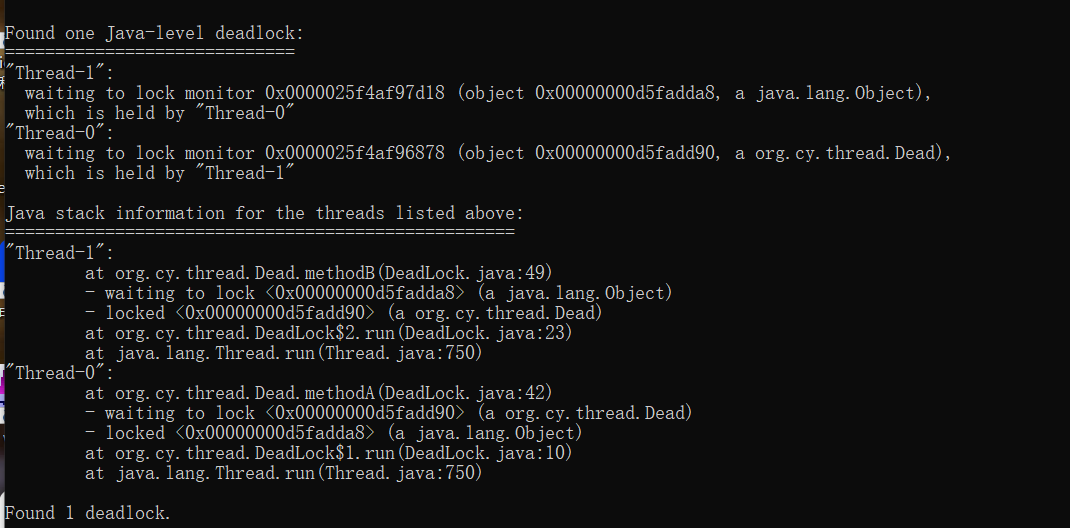 Found one Java-level deadlock:
=============================
"Thread-1":
  waiting to lock monitor 0x0000025f4af97d18 (object 0x00000000d5fadda8, a java.lang.Object),
  which is held by "Thread-0"
"Thread-0":
  waiting to lock monitor 0x0000025f4af96878 (object 0x00000000d5fadd90, a org.cy.thread.Dead),
  which is held by "Thread-1"
Java stack information for the threads listed above:
===================================================
"Thread-1":
        at org.cy.thread.Dead.methodB(DeadLock.java:49)
        - waiting to lock <0x00000000d5fadda8> (a java.lang.Object)
        - locked <0x00000000d5fadd90> (a org.cy.thread.Dead)
        at org.cy.thread.DeadLock$2.run(DeadLock.java:23)
        at java.lang.Thread.run(Thread.java:750)
"Thread-0":
        at org.cy.thread.Dead.methodA(DeadLock.java:42)
        - waiting to lock <0x00000000d5fadd90> (a org.cy.thread.Dead)
        - locked <0x00000000d5fadda8> (a java.lang.Object)
        at org.cy.thread.DeadLock$1.run(DeadLock.java:10)
        at java.lang.Thread.run(Thread.java:750)
Found 1 deadlock.